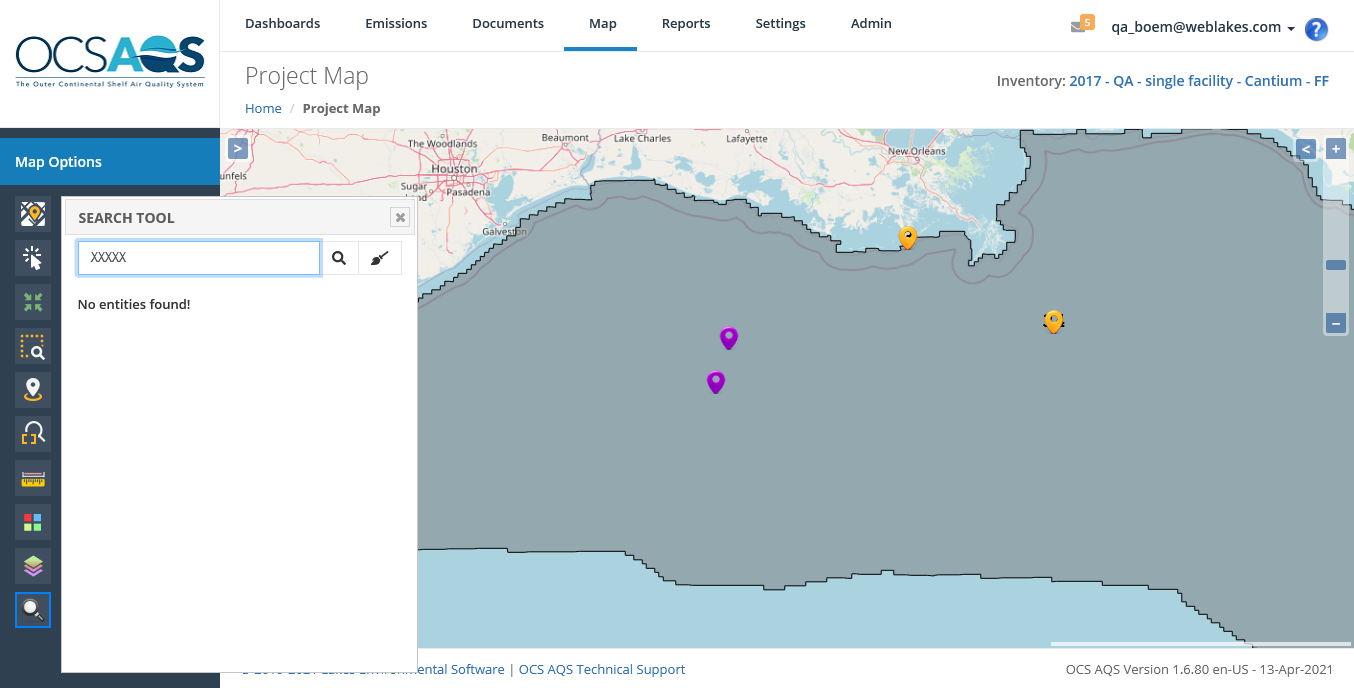 Dashboards Emissions Documents Map Reports Settings Admin
5
qa_boem@weblakes.com
?
OCSAQS
The Outer Continental Shelf Air Quality System
Project Map
Inventory: 2017 - QA - single facility - Cantium - FF
Home / Project Map
Map Options
>
<
+
−
The Woodlands
Beaumont
Lake Charles
Lafayette
New Orleans
Houston
Sugar
Pasadena
Galveston
SEARCH TOOL
XXXXX
No entities found!
Environmental Software | OCS AQS Technical Support
OCS AQS Version 1.6.80 en-US - 13-Apr-2021